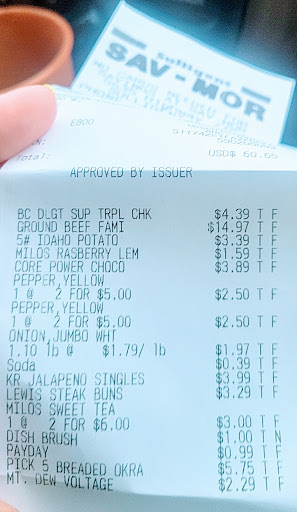 Sulligent
SAV-MOR
E800
Total:
USD$ 60.65
APPROVED BY ISSUER
BC DLGT SUP TRPL CHK $4.39 T F
GROUND BEEF FAMI $14.97 T F
5# IDAHO POTATO $3.39 T F
MILOS RASBERRY LEM $1.59 T F
CORE POWER CHOCO $3.89 T F
PEPPER,YELLOW
1 @ 2 FOR $5.00 $2.50 T F
PEPPER,YELLOW
1 @ 2 FOR $5.00 $2.50 T F
ONION,JUMBO WHT
1.10 lb @ $1.79/ lb $1.97 T F
Soda $0.39 T F
KR JALAPENO SINGLES $3.99 T F
LEWIS STEAK BUNS $3.29 T F
MILOS SWEET TEA
1 @ 2 FOR $6.00 $3.00 T F
DISH BRUSH $1.00 T N
PAYDAY $0.99 T F
PICK 5 BREADED OKRA $5.75 T F
MT. DEW VOLTAGE $2.29 T F